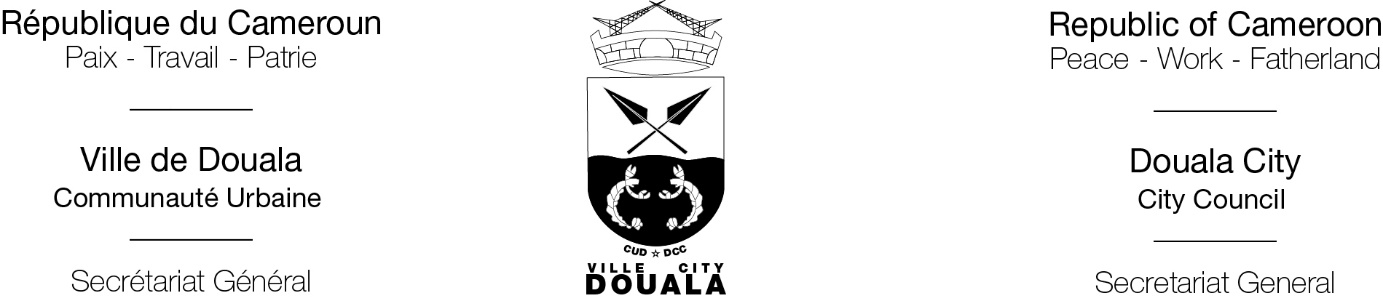 République du Cameroun
Paix - Travail - Patrie
Ville de Douala
Communauté Urbaine
Secrétariat Général
CUD ☆ DCC
VILLE CITY
DOUALA
Republic of Cameroon
Peace - Work - Fatherland
Douala City
City Council
Secretariat General